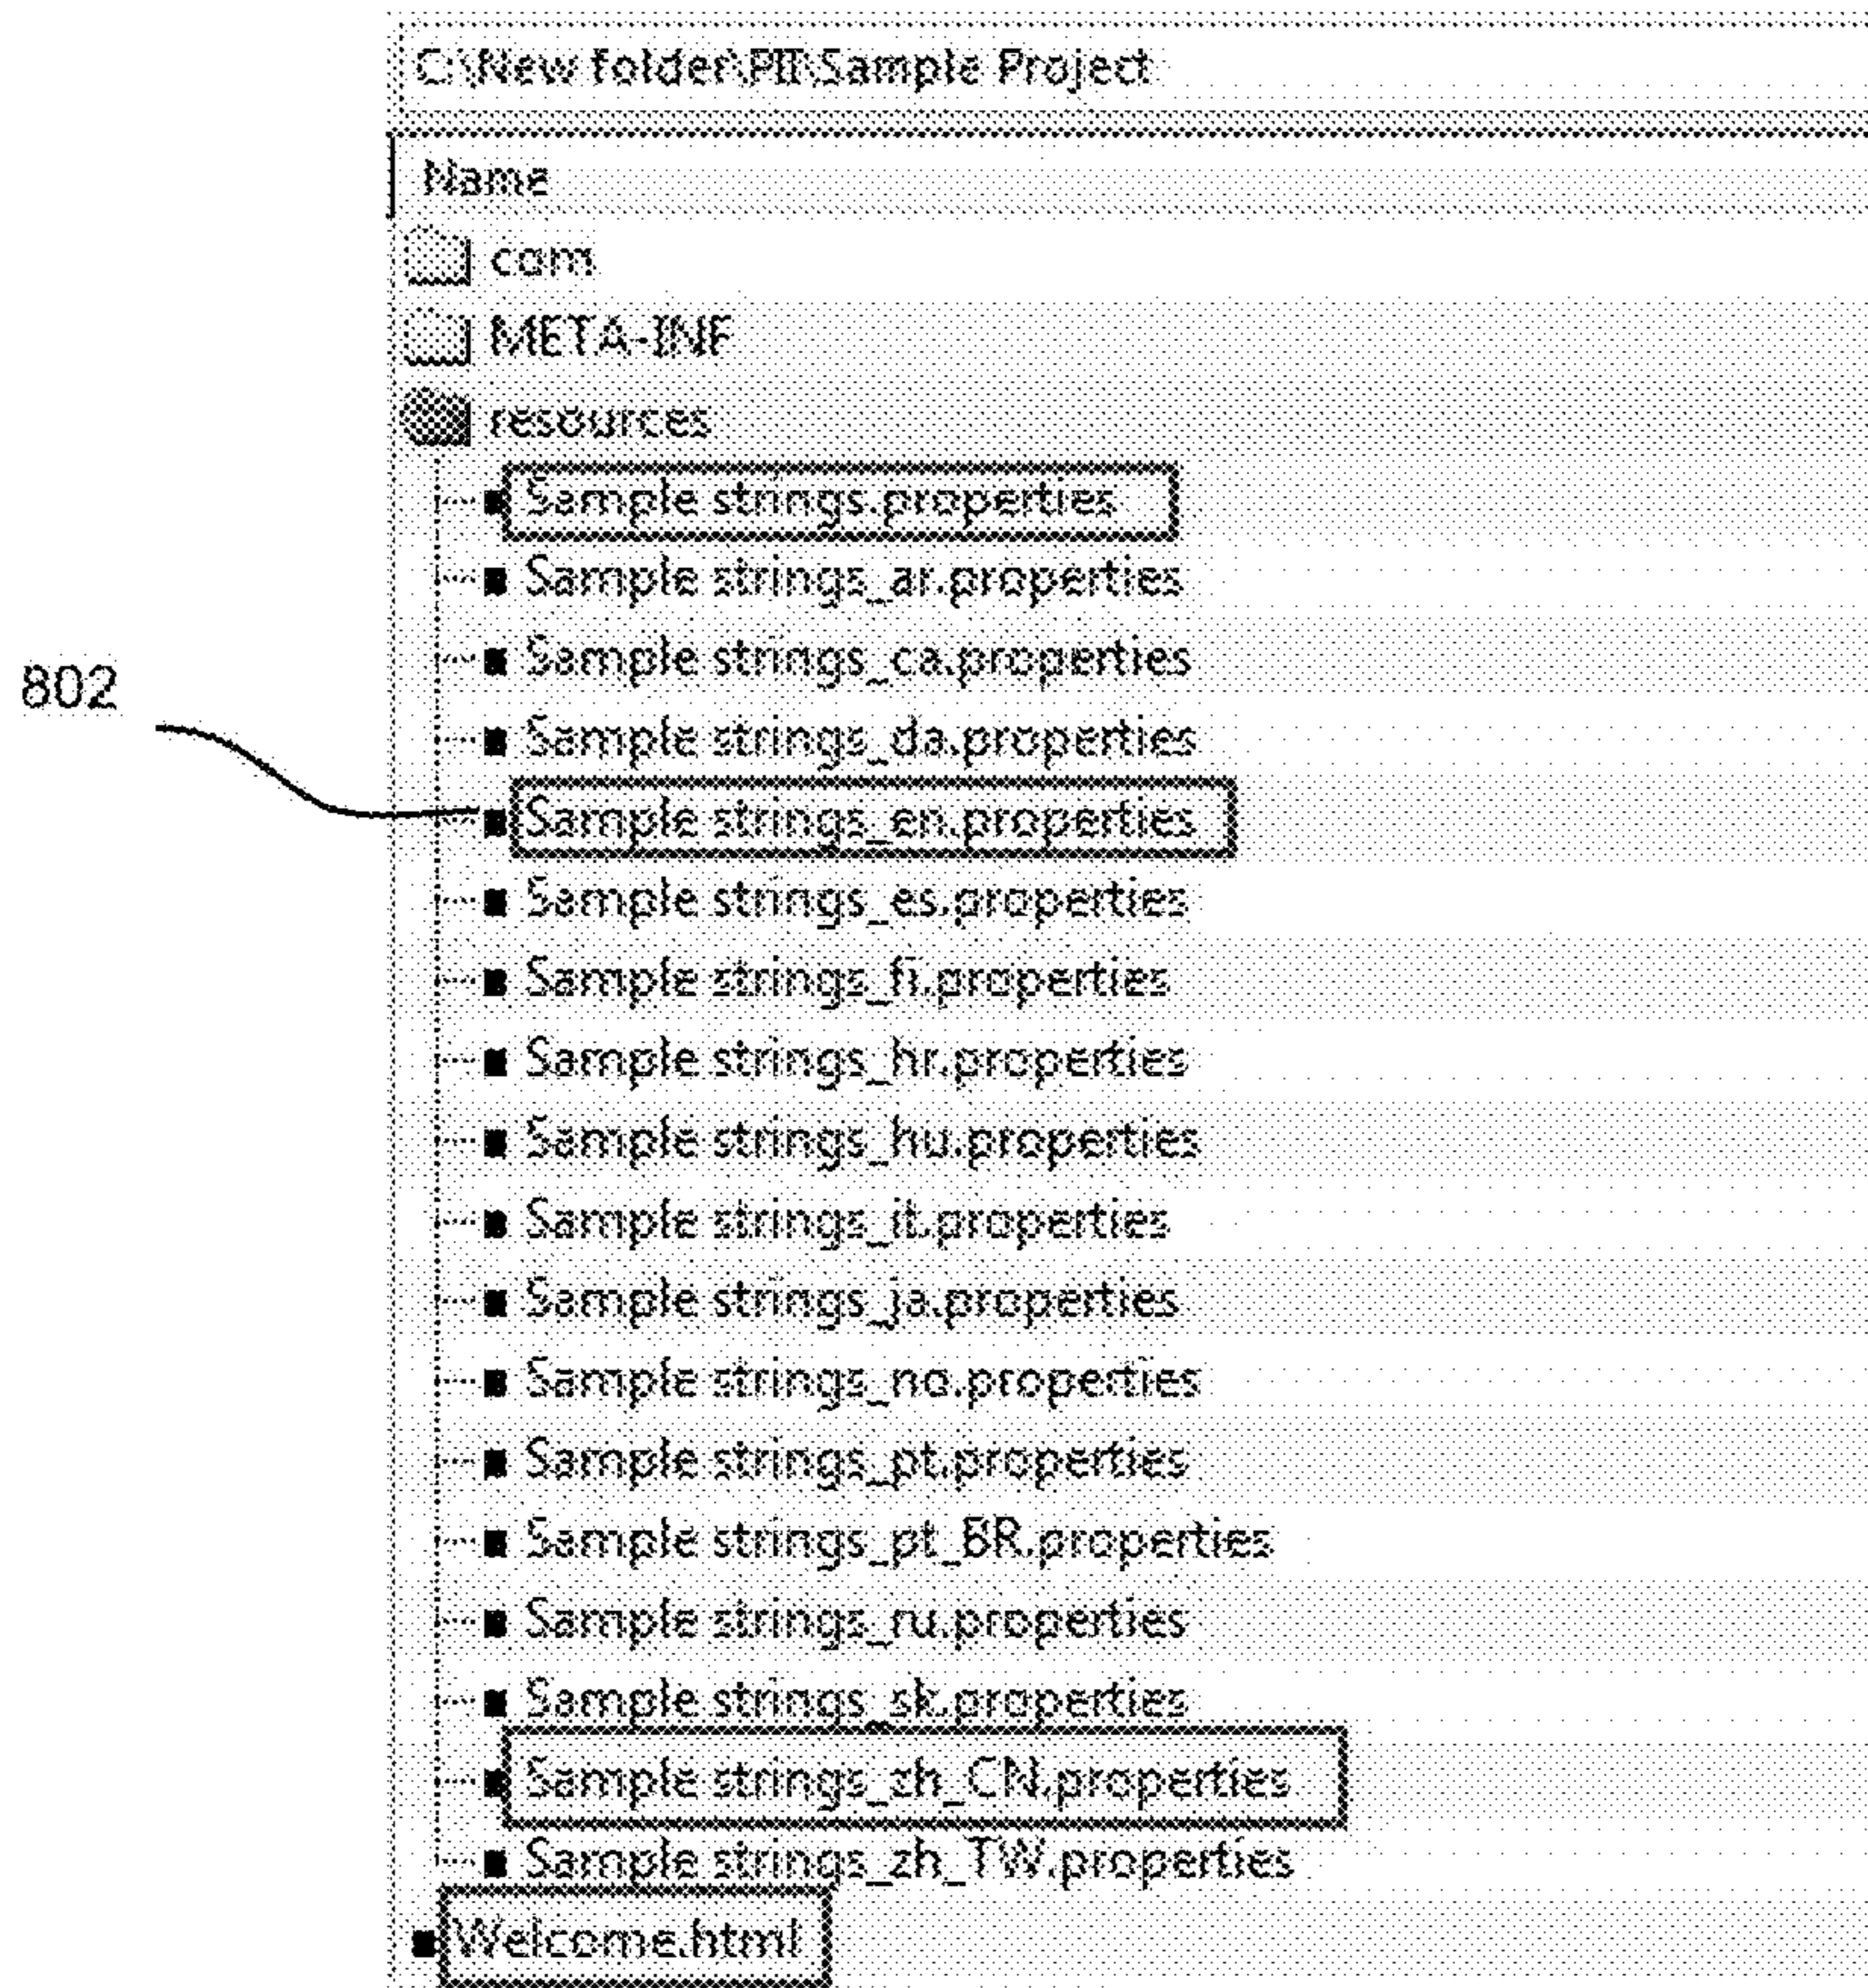 C:\New folder\PII\Sample Project
Name
com
META-INF
resources
Sample strings.properties
Sample strings_ar.properties
Sample strings_ca.properties
802
Sample strings_da.properties
Sample strings_en.properties
Sample strings_es.properties
Sample strings_fi.properties
Sample strings_hr.properties
Sample strings_hu.properties
Sample strings_it.properties
Sample strings_ja.properties
Sample strings_no.properties
Sample strings_pt.properties
Sample strings_pt_BR.properties
Sample strings_ru.properties
Sample strings_sk.properties
Sample strings_zh_CN.properties
Sample strings_zh_TW.properties
Welcome.html